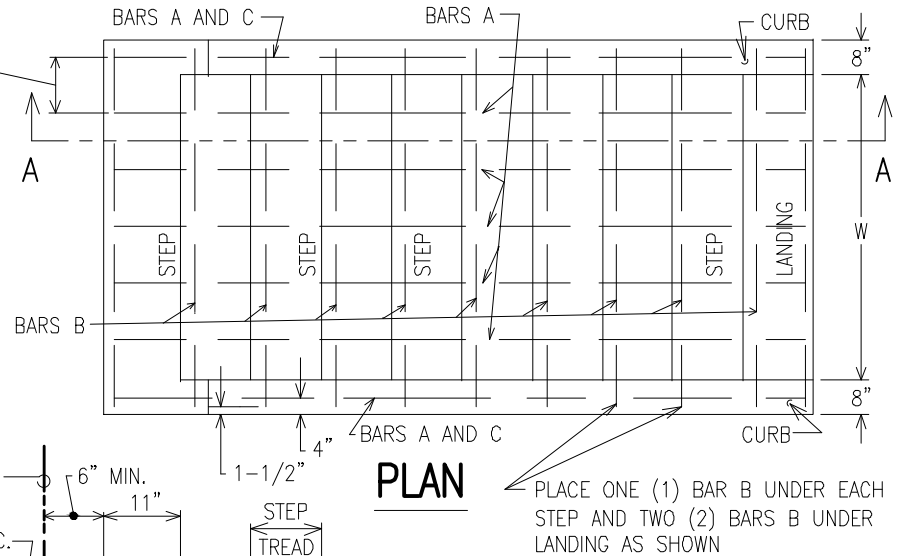 BARS A AND C
BARS A
CURB
8"
A
A
STEP
STEP
STEP
STEP
LANDING
W
BARS B
8"
BARS A AND C
CURB
4"
1-1/2"
PLAN
6" MIN.
11"
STEP
TREAD
PLACE ONE (1) BAR B UNDER EACH
STEP AND TWO (2) BARS B UNDER
LANDING AS SHOWN
C.